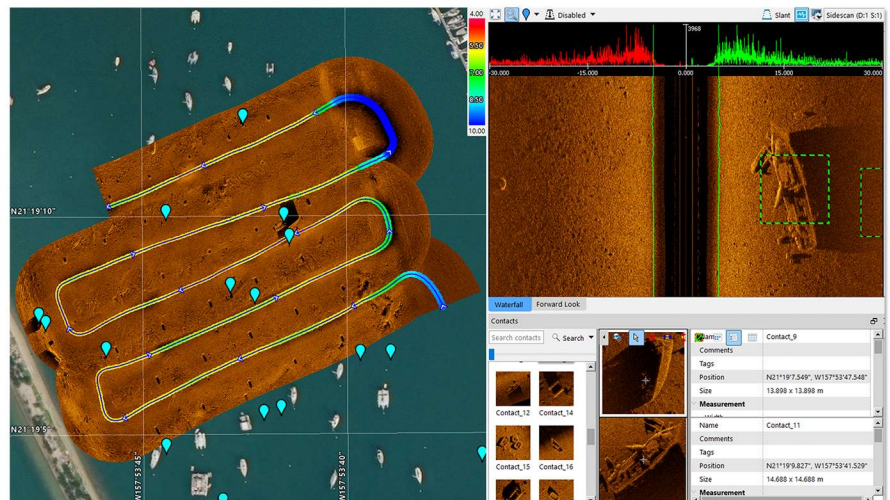 Disabled
Slant
Sidescan (D:1 S:1)
4.00
5.50
7.00
8.50
10.00
3968
-30.000
-15.000
0.000
15.000
30.000
N21°19'10"
N21°19'5"
W157°53'45"
W157°53'40"
Waterfall
Forward Look
Contacts
Search contacts
Search
Contact_12
Contact_14
Contact_15
Contact_16
Contact_9
Comments
Tags
Position
N21°19'7.549", W157°53'47.548"
Size
13.898 x 13.898 m
Measurement
Name
Contact_11
Comments
Tags
Position
N21°19'9.827", W157°53'41.529"
Size
14.688 x 14.688 m
Measurement